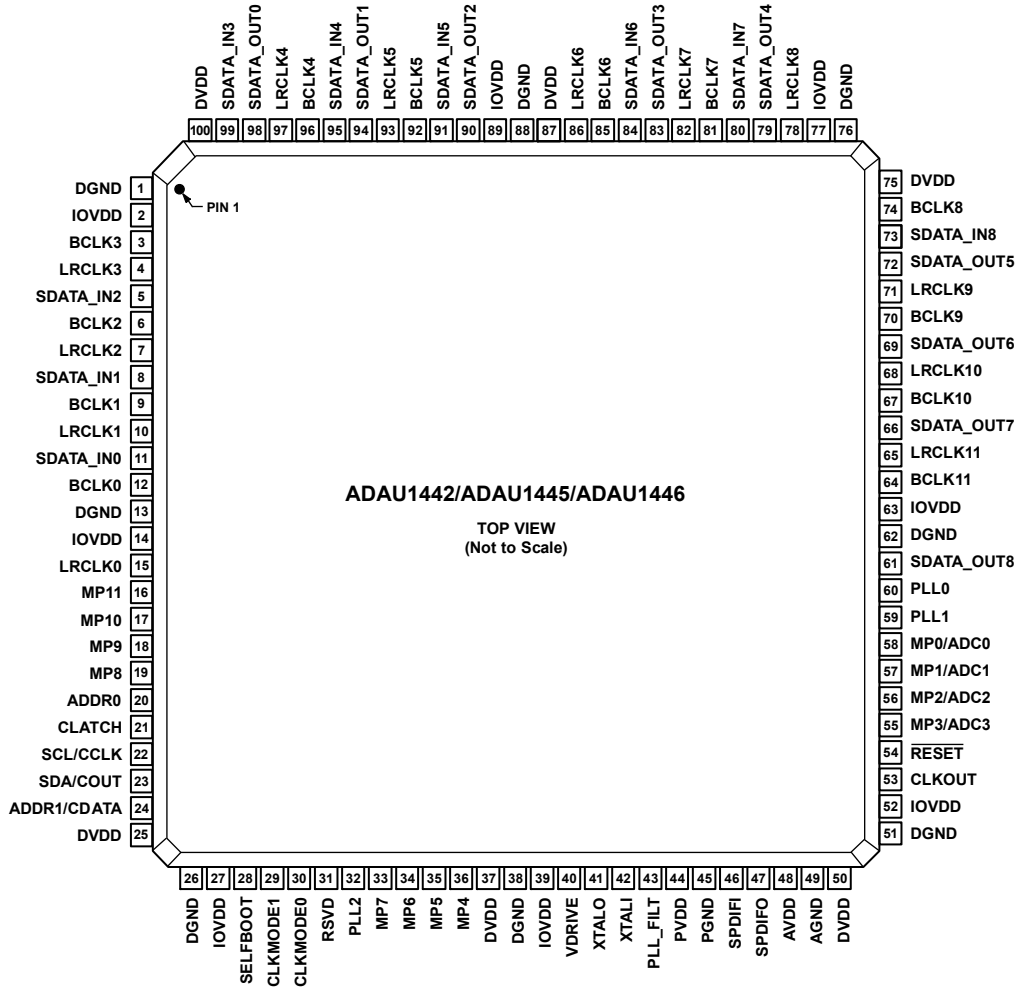 DVDD
SDATA_IN3
SDATA_OUT0
LRCLK4
BCLK4
SDATA_IN4
SDATA_OUT1
LRCLK5
BCLK5
SDATA_IN5
SDATA_OUT2
IOVDD
DGND
DVDD
LRCLK6
BCLK6
SDATA_IN6
SDATA_OUT3
LRCLK7
BCLK7
SDATA_IN7
SDATA_OUT4
LRCLK8
IOVDD
DGND
100 99 98 97 96 95 94 93 92 91 90 89 88 87 86 85 84 83 82 81 80 79 78 77 76
DGND 1
IOVDD 2
BCLK3 3
LRCLK3 4
SDATA_IN2 5
BCLK2 6
LRCLK2 7
SDATA_IN1 8
BCLK1 9
LRCLK1 10
SDATA_IN0 11
BCLK0 12
DGND 13
IOVDD 14
LRCLK0 15
MP11 16
MP10 17
MP9 18
MP8 19
ADDR0 20
CLATCH 21
SCL/CCLK 22
SDA/COUT 23
ADDR1/CDATA 24
DVDD 25
PIN 1
ADAU1442/ADAU1445/ADAU1446
TOP VIEW
(Not to Scale)
75 DVDD
74 BCLK8
73 SDATA_IN8
72 SDATA_OUT5
71 LRCLK9
70 BCLK9
69 SDATA_OUT6
68 LRCLK10
67 BCLK10
66 SDATA_OUT7
65 LRCLK11
64 BCLK11
63 IOVDD
62 DGND
61 SDATA_OUT8
60 PLL0
59 PLL1
58 MP0/ADC0
57 MP1/ADC1
56 MP2/ADC2
55 MP3/ADC3
54 RESET
53 CLKOUT
52 IOVDD
51 DGND
26 27 28 29 30 31 32 33 34 35 36 37 38 39 40 41 42 43 44 45 46 47 48 49 50
DGND
IOVDD
SELFBOOT
CLKMODE1
CLKMODE0
RSVD
PLL2
MP7
MP6
MP5
MP4
DVDD
DGND
IOVDD
VDRIVE
XTALO
XTALI
PLL_FILT
PVDD
PGND
SPDIFI
SPDIFO
AVDD
AGND
DVDD